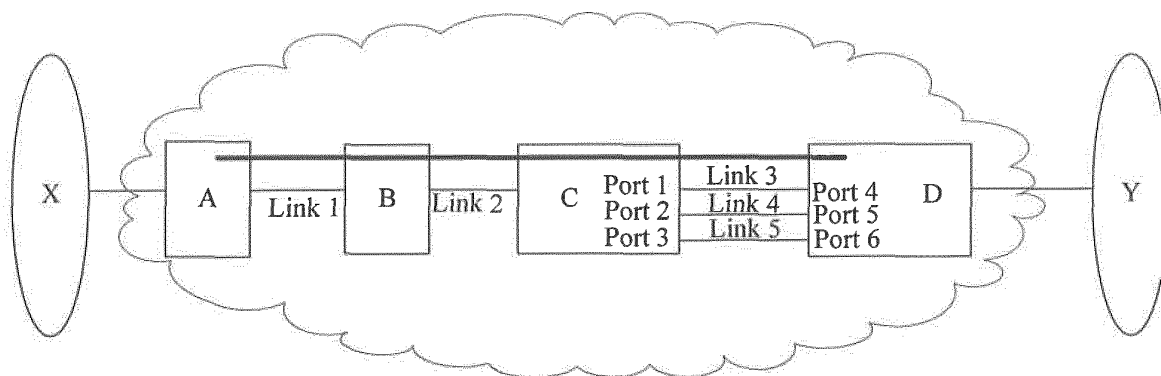 X
A
Link 1
B
Link 2
C
Port 1
Port 2
Port 3
Link 3
Link 4
Link 5
Port 4
Port 5
Port 6
D
Y